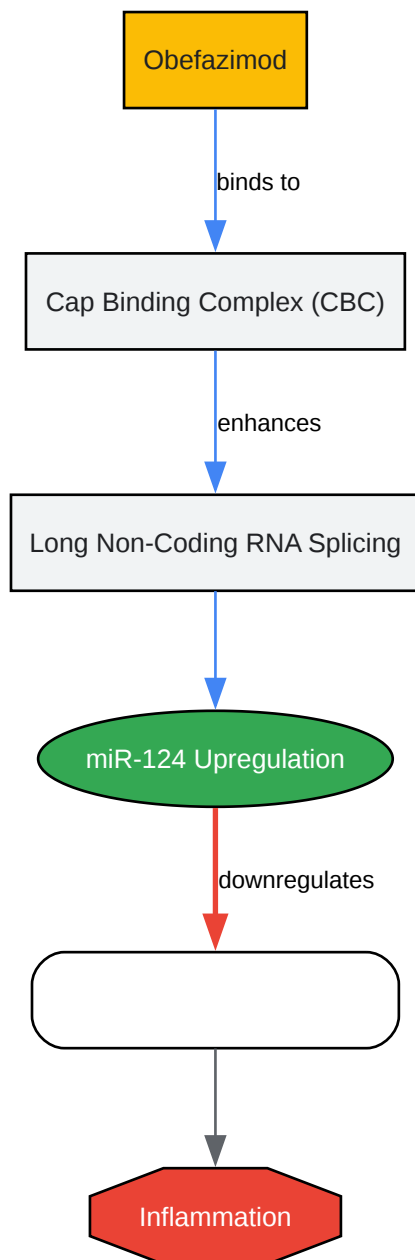 Obefazimod
binds to
Cap Binding Complex (CBC)
enhances
Long Non-Coding RNA Splicing
miR-124 Upregulation
downregulates
Inflammation